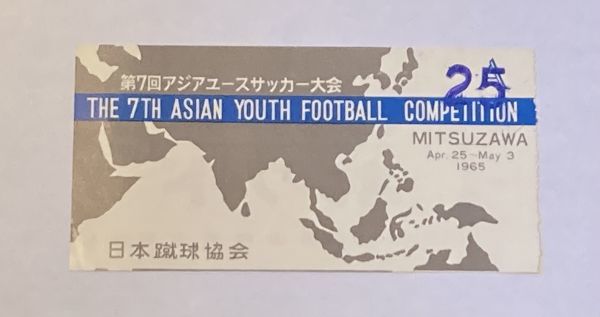 第7回アジアユースサッカー大会
25
THE 7TH ASIAN YOUTH FOOTBALL COMPETITION
MITSUZAWA
Apr. 25~May 3
1965
日本蹴球協会